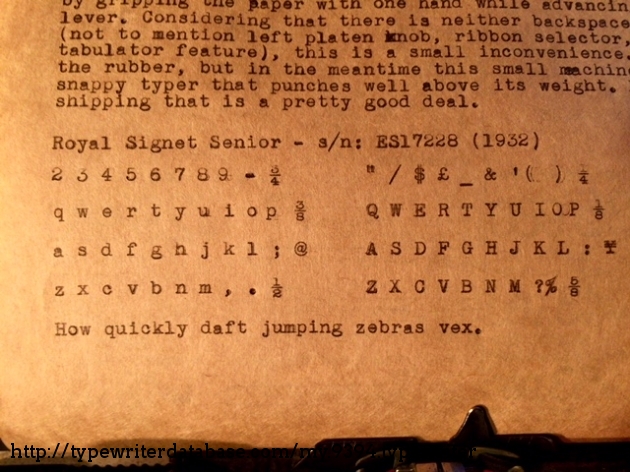 by gripping the paper with one hand while advancin
lever. Considering that there is neither backspace
(not to mention left platen knob, ribbon selector,
tabulator feature), this is a small inconvenience.
the rubber, but in the meantime this small machine
snappy typer that punches well above its weight.
shipping that is a pretty good deal.
Royal Signet Senior - s/n: ES17228 (1932)
2 3 4 5 6 7 8 9 - ¾ " / $ £ _ & ' ( ) ¼
q w e r t y u i o p ⅜ Q W E R T Y U I O P ⅛
a s d f g h j k l ; @ A S D F G H J K L :
z x c v b n m , . ½ Z X C V B N M ? % ⅝
How quickly daft jumping zebras vex.